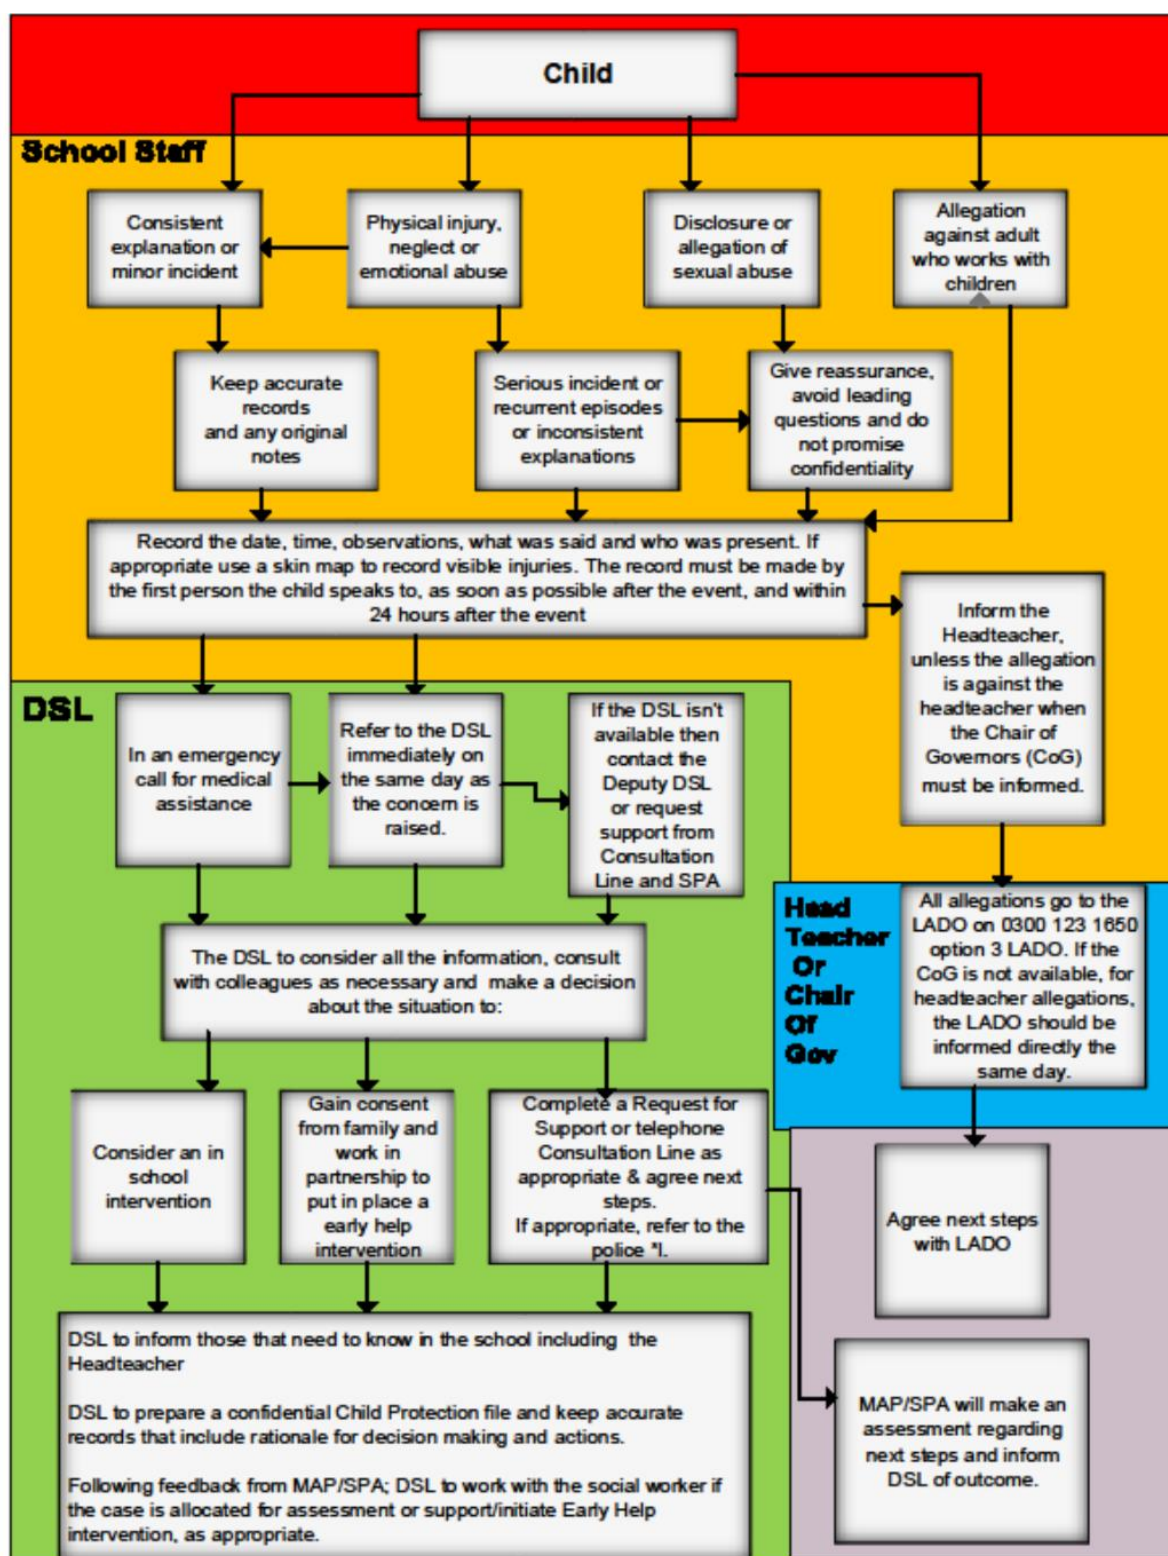 Child
School Staff
Consistent
explanation or
minor incident
Physical injury,
neglect or
emotional abuse
Disclosure or
allegation of
sexual abuse
Allegation
against adult
who works with
children
Keep accurate
records
and any original
notes
Serious incident or
recurrent episodes
or inconsistent
explanations
Give reassurance,
avoid leading
questions and do
not promise
confidentiality
Record the date, time, observations, what was said and who was present. If
appropriate use a skin map to record visible injuries. The record must be made by
the first person the child speaks to, as soon as possible after the event, and within
24 hours after the event
Inform the
Headteacher,
unless the allegation
is against the
headteacher when
the Chair of
Governors (CoG)
must be informed.
DSL
In an emergency
call for medical
assistance
Refer to the DSL
immediately on
the same day as
the concern is
raised.
If the DSL isn't
available then
contact the
Deputy DSL
or request
support from
Consultation
Line and SPA
Head
Teacher
Or
Chair
Of
Gov
All allegations go to the
LADO on 0300 123 1650
option 3 LADO. If the
CoG is not available, for
headteacher allegations,
the LADO should be
informed directly the
same day.
The DSL to consider all the information, consult
with colleagues as necessary and make a decision
about the situation to:
Consider an in
school
intervention
Gain consent
from family and
work in
partnership to
put in place a
early help
intervention
Complete a Request for
Support or telephone
Consultation Line as
appropriate & agree next
steps.
If appropriate, refer to the
police *I.
Agree next steps
with LADO
DSL to inform those that need to know in the school including the
Headteacher
DSL to prepare a confidential Child Protection file and keep accurate
records that include rationale for decision making and actions.
Following feedback from MAP/SPA; DSL to work with the social worker if
the case is allocated for assessment or support/initiate Early Help
intervention, as appropriate.
MAP/SPA will make an
assessment regarding
next steps and inform
DSL of outcome.